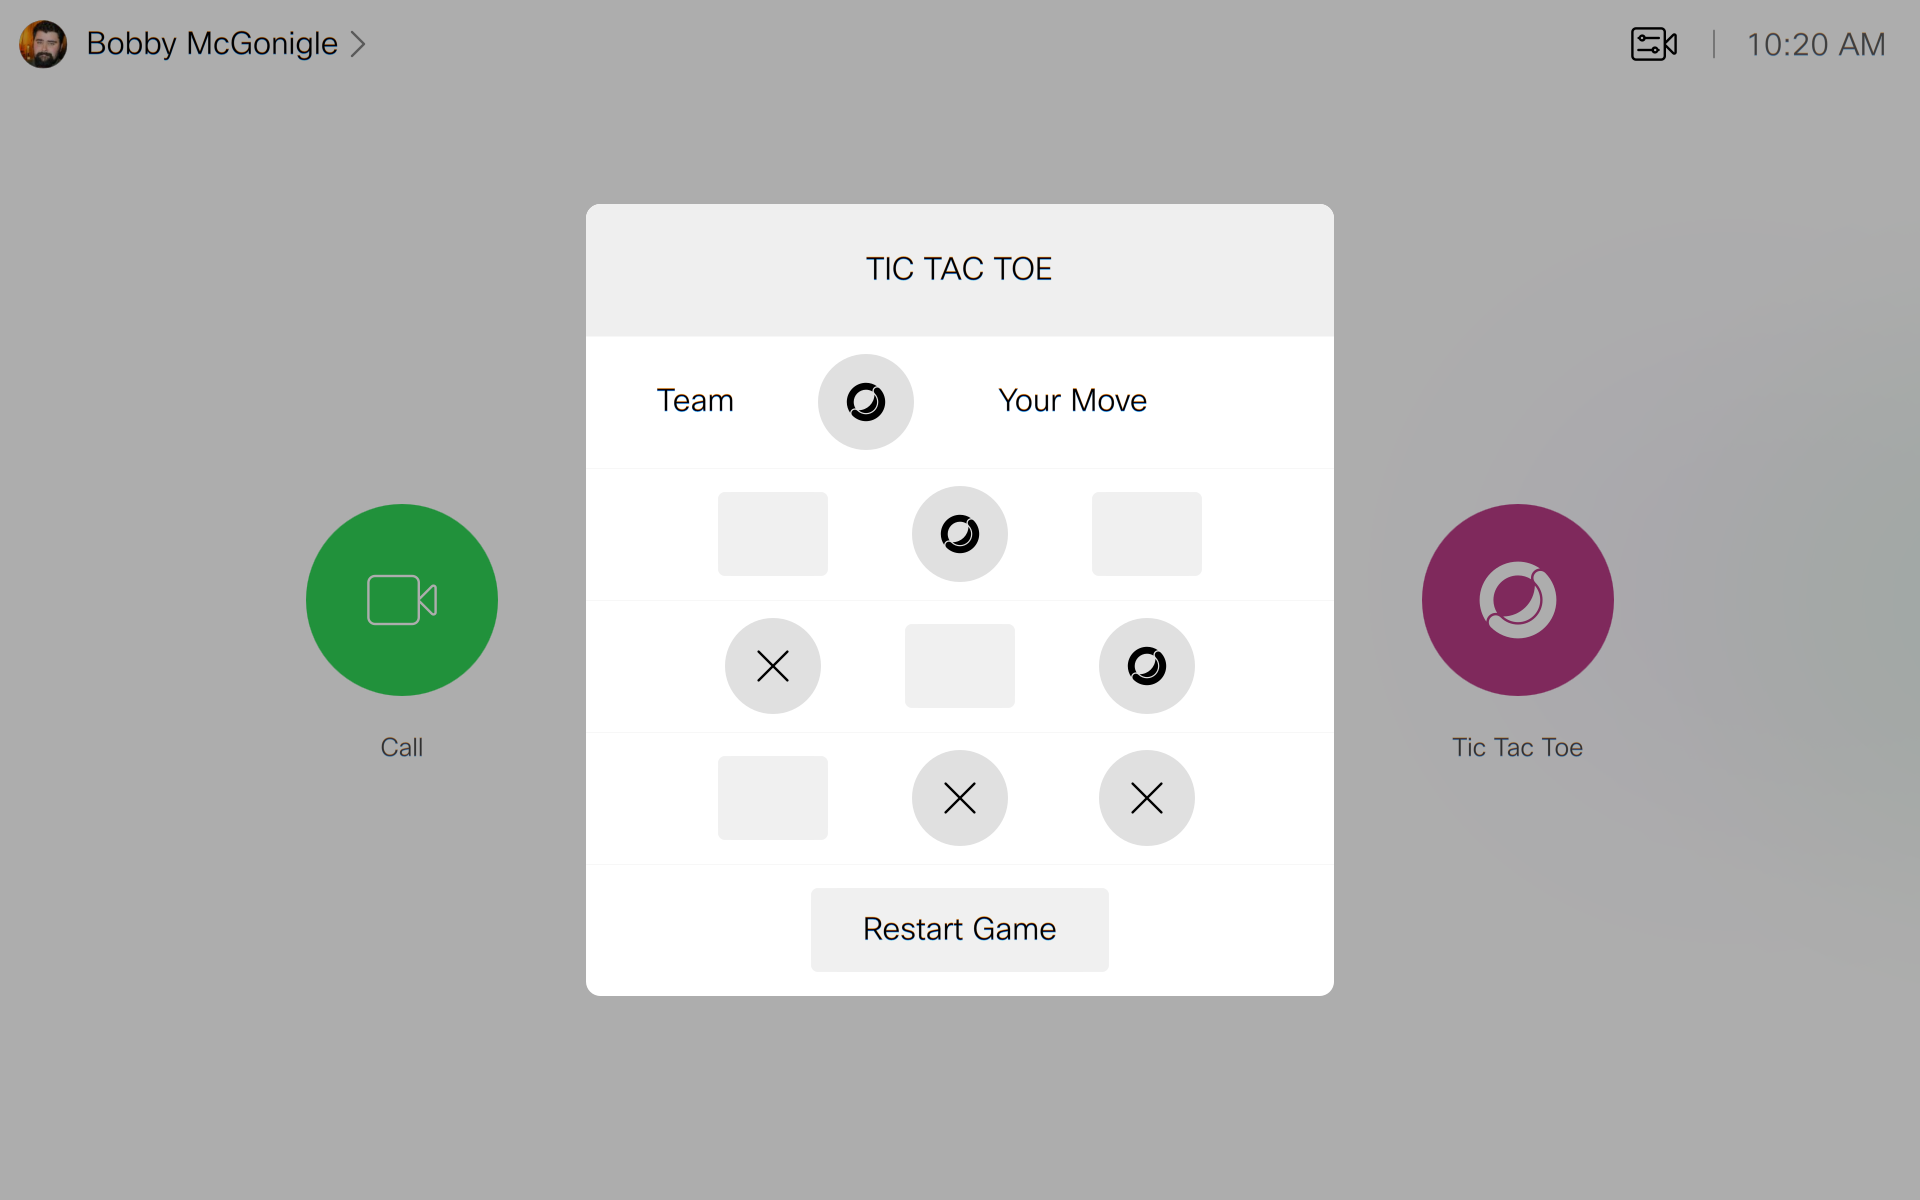 Bobby McGonigle
10:20 AM
TIC TAC TOE
Team
Your Move
Call
Tic Tac Toe
Restart Game